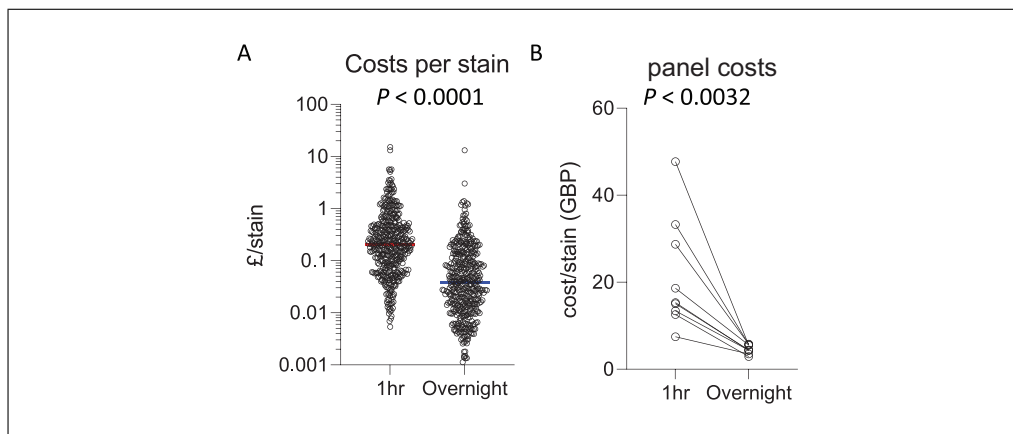 A
Costs per stain
P < 0.0001
£/stain
100
10
1
0.1
0.01
0.001
1hr
Overnight
B
panel costs
P < 0.0032
cost/stain (GBP)
60
40
20
0
1hr
Overnight